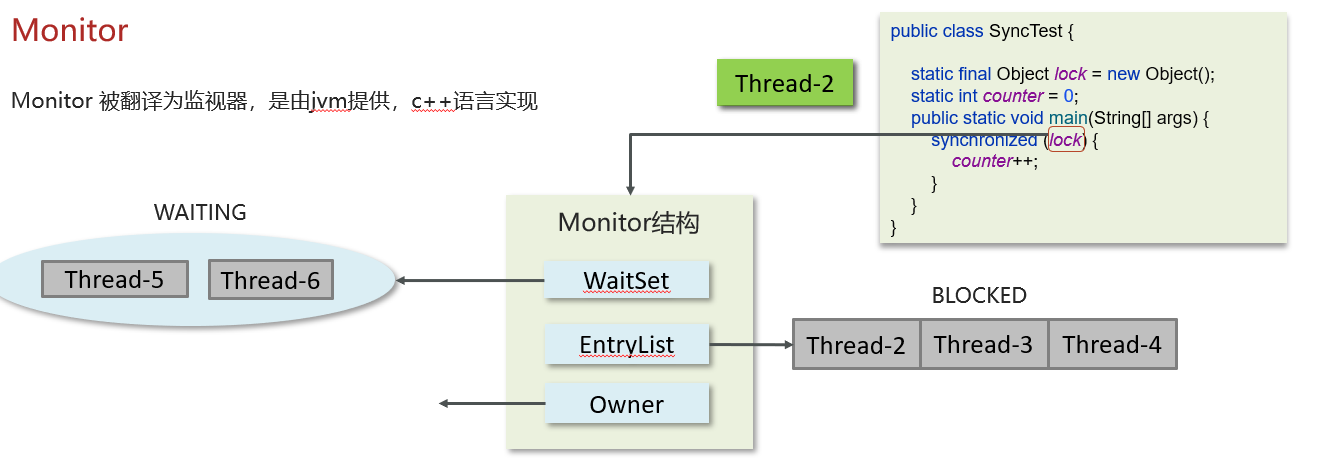 Monitor
Monitor 被翻译为监视器，是由jvm提供，c++语言实现
Thread-2
public class SyncTest {
static final Object lock = new Object();
static int counter = 0;
public static void main(String[] args) {
synchronized (lock) {
counter++;
}
}
}
WAITING
Thread-5
Thread-6
Monitor结构
WaitSet
EntryList
Owner
BLOCKED
Thread-2
Thread-3
Thread-4